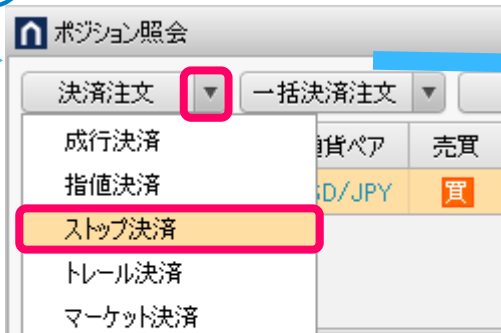 ポジション照会
決済注文 ▼ 一括決済注文 ▼
成行決済
指値決済
ストップ決済
トレール決済
マーケット決済
貨ペア 売買
D/JPY 買